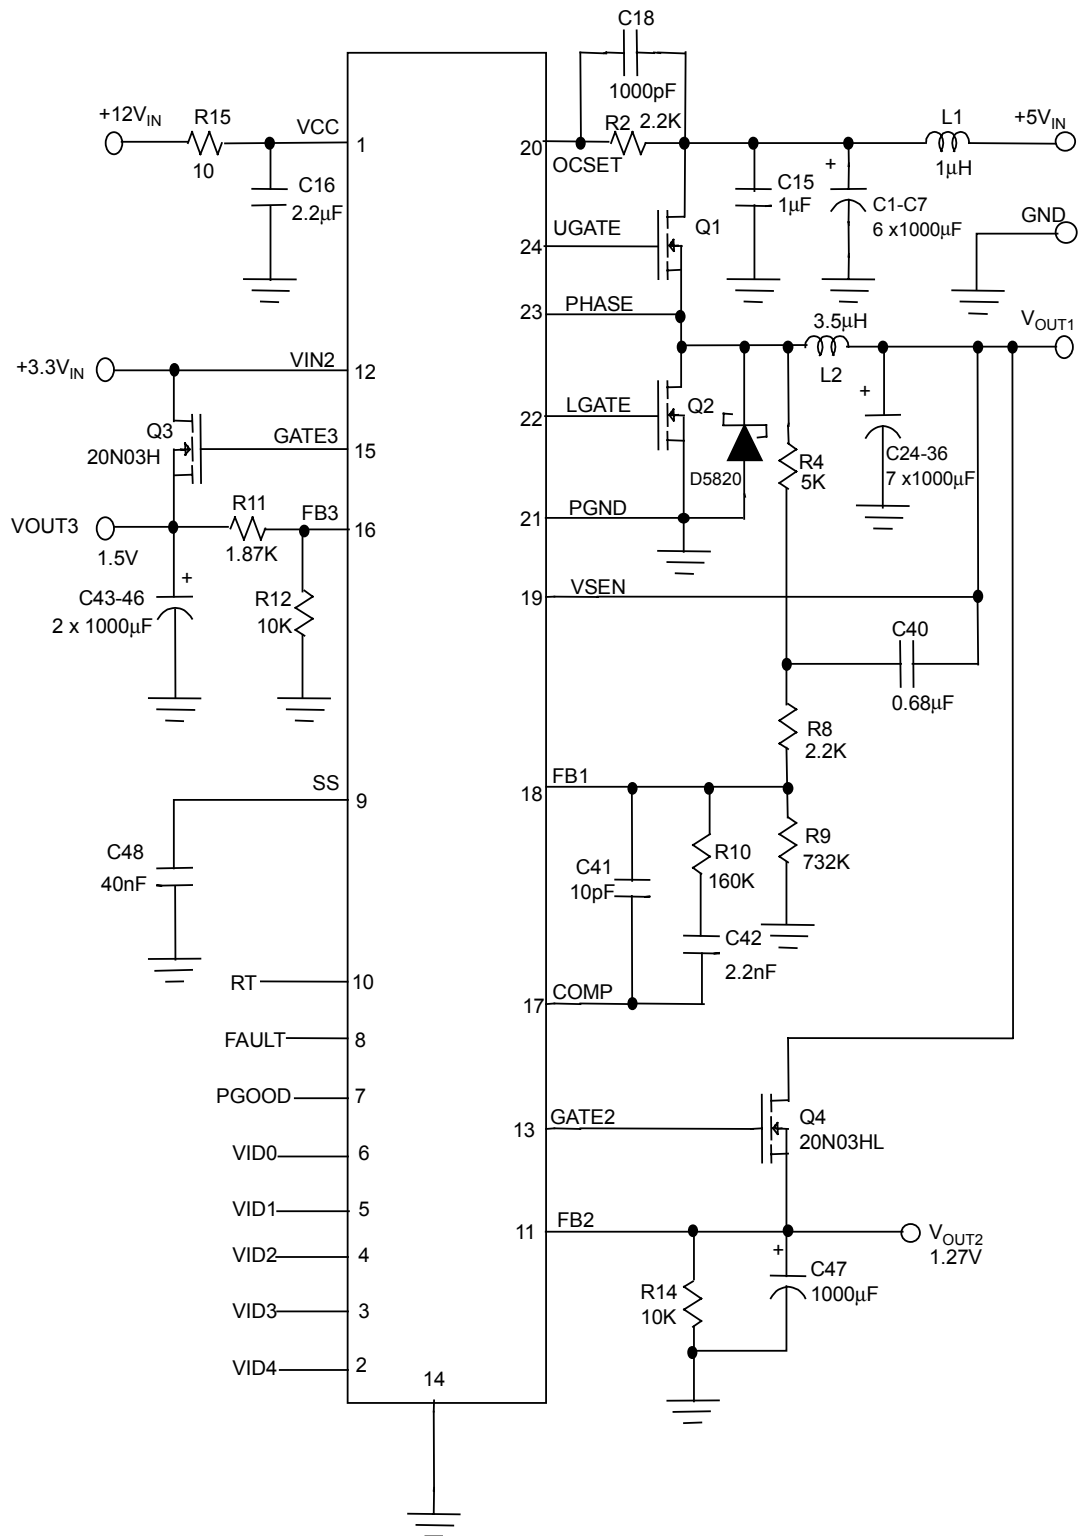 C18
1000pF
+12VIN
R15
10
VCC
1
C16
2.2μF
20
OCSET
R2 2.2K
L1
1μH
+5VIN
C15
1μF
+
C1-C7
6 x1000μF
GND
UGATE
24
Q1
23
PHASE
3.5μH
L2
VOUT1
+3.3VIN
VIN2
12
Q3
20N03H
GATE3
15
LGATE
22
Q2
D5820
R4
5K
+
C24-36
7 x1000μF
VOUT3
1.5V
R11
1.87K
FB3
16
21
PGND
+
C43-46
2 x 1000μF
R12
10K
19
VSEN
C40
0.68μF
R8
2.2K
SS
9
FB1
18
C48
40nF
C41
10pF
R10
160K
R9
732K
C42
2.2nF
RT
10
17
COMP
FAULT
8
PGOOD
7
13
GATE2
Q4
20N03HL
VID0
6
VID1
5
11
FB2
VOUT2
1.27V
VID2
4
+
C47
1000μF
R14
10K
VID3
3
VID4
2
14